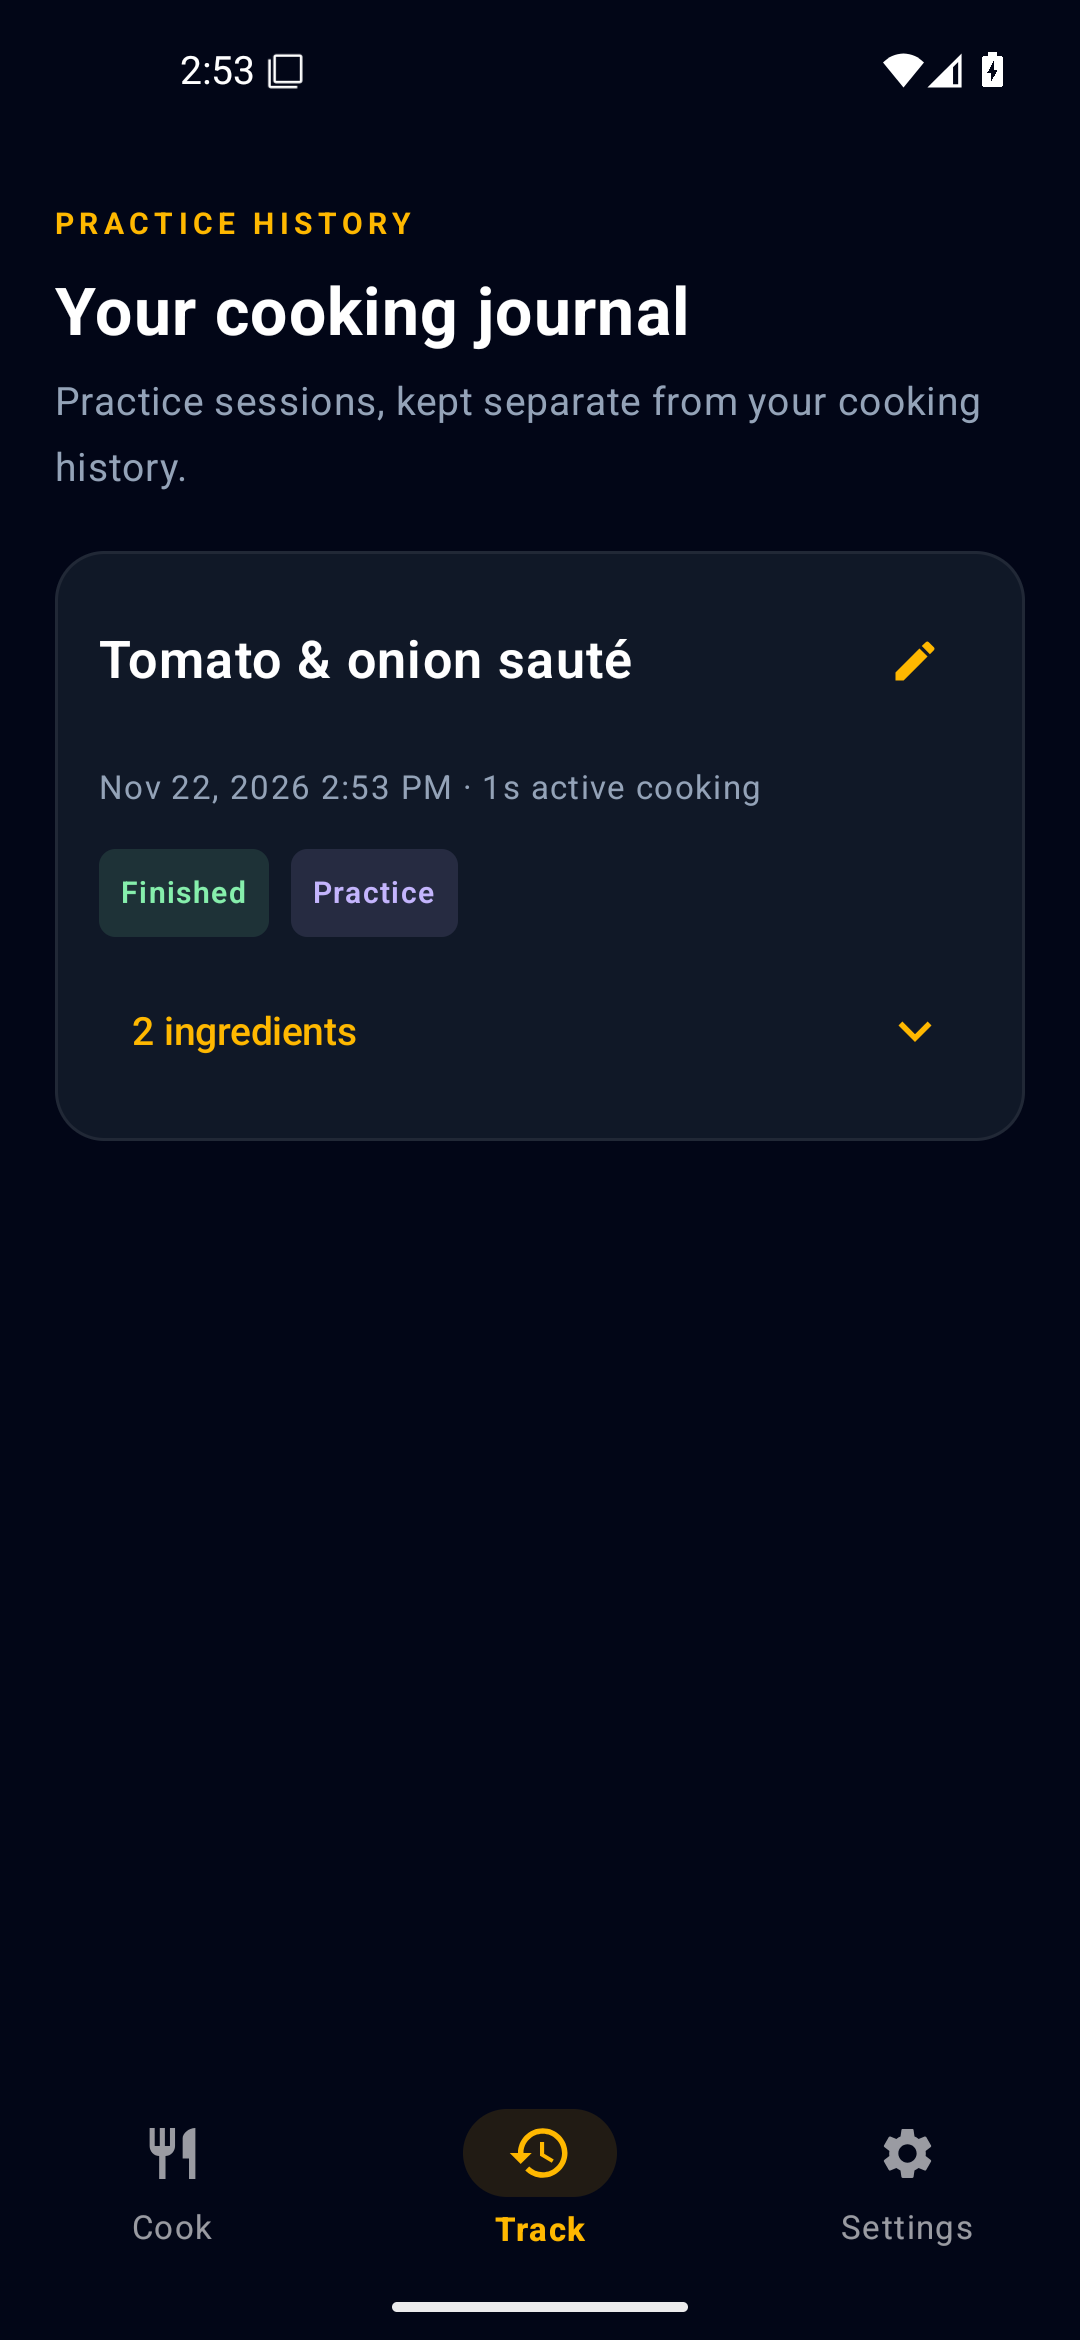 2:53
PRACTICE HISTORY
Your cooking journal
Practice sessions, kept separate from your cooking
history.
Tomato & onion sauté
Nov 22, 2026 2:53 PM · 1s active cooking
Finished
Practice
2 ingredients
Cook
Track
Settings